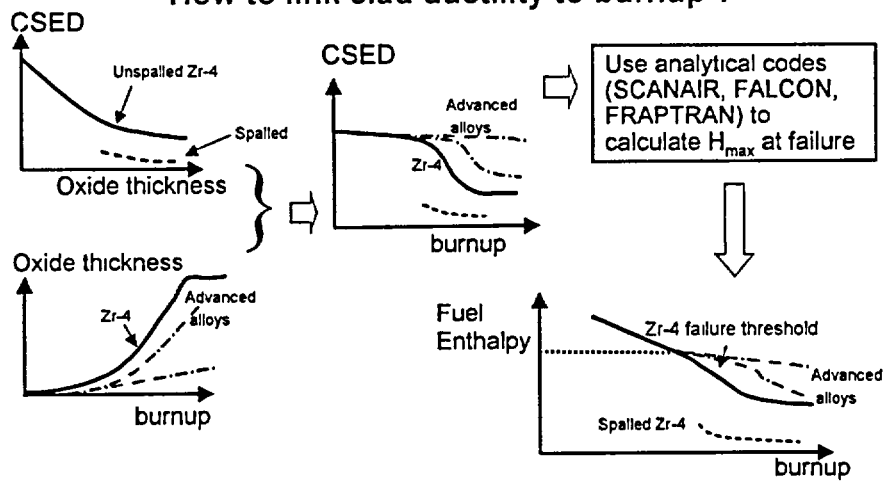 How to link clad ductility to burnup ?
CSED
Unspalled Zr-4
Spalled
Oxide thickness
Oxide thickness
Zr-4
Advanced
alloys
burnup
CSED
Advanced
alloys
Zr-4
burnup
Use analytical codes
(SCANAIR, FALCON,
FRAPTRAN) to
calculate Hmax at failure
Fuel
Enthalpy
Zr-4 failure threshold
Advanced
alloys
Spalled Zr-4
burnup